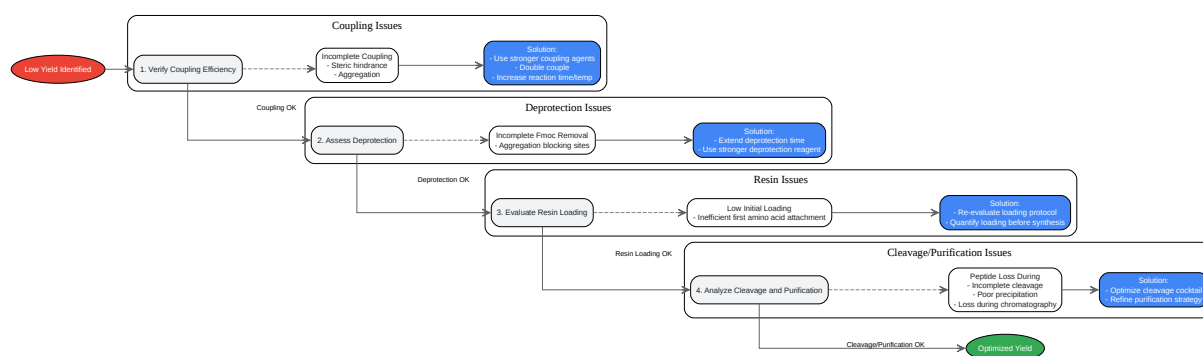 Coupling Issues
Low Yield Identified
1. Verify Coupling Efficiency
Incomplete Coupling
- Steric hindrance
- Aggregation
Solution:
- Use stronger coupling agents
- Double couple
- Increase reaction time/temp
Coupling OK
Deprotection Issues
2. Assess Deprotection
Incomplete Fmoc Removal
- Aggregation blocking sites
Solution:
- Extend deprotection time
- Use stronger deprotection reagent
Deprotection OK
Resin Issues
3. Evaluate Resin Loading
Low Initial Loading
- Inefficient first amino acid attachment
Solution:
- Re-evaluate loading protocol
- Quantify loading before synthesis
Resin Loading OK
Cleavage/Purification Issues
4. Analyze Cleavage and Purification
Peptide Loss During
- Incomplete cleavage
- Poor precipitation
- Loss during chromatography
Solution:
- Optimize cleavage cocktail
- Refine purification strategy
Cleavage/Purification OK
Optimized Yield